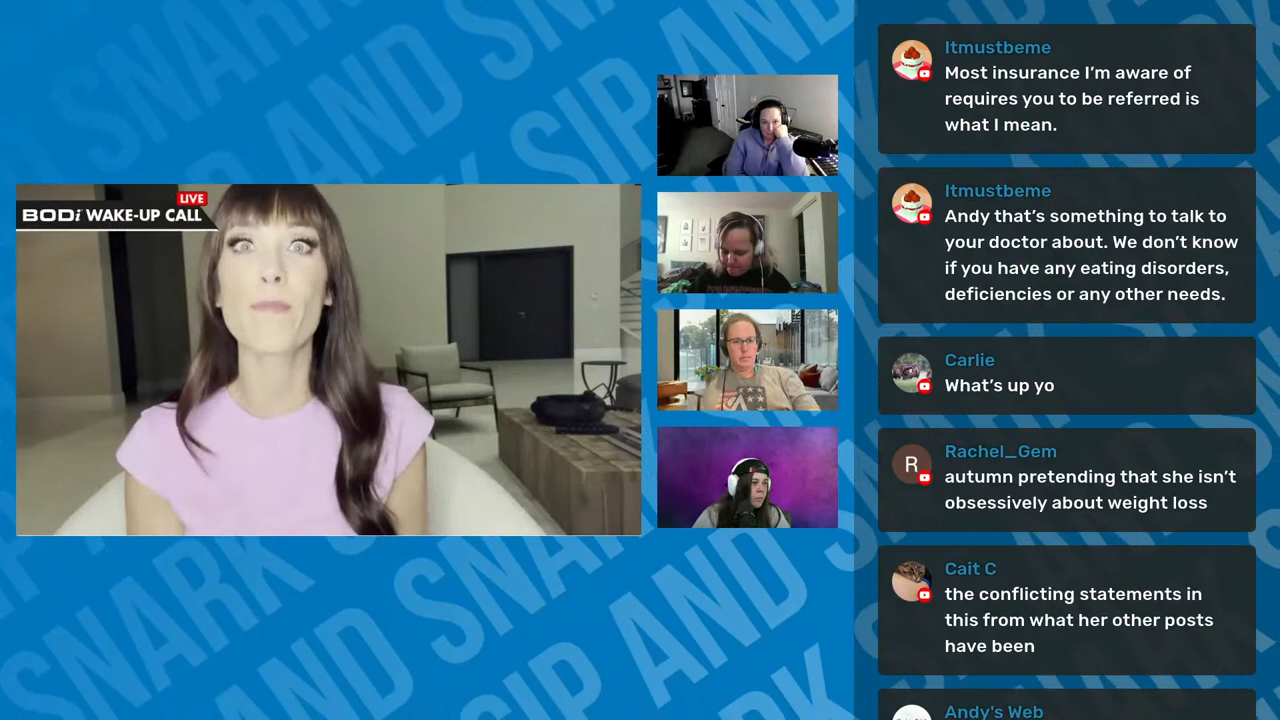 SIP AND SNARK
LIVE
BODi WAKE-UP CALL
Itmustbeme
Most insurance I’m aware of
requires you to be referred is
what I mean.
Itmustbeme
Andy that’s something to talk to
your doctor about. We don’t know
if you have any eating disorders,
deficiencies or any other needs.
Carlie
What’s up yo
R
Rachel_Gem
autumn pretending that she isn’t
obsessively about weight loss
Cait C
the conflicting statements in
this from what her other posts
have been
Andy's Web